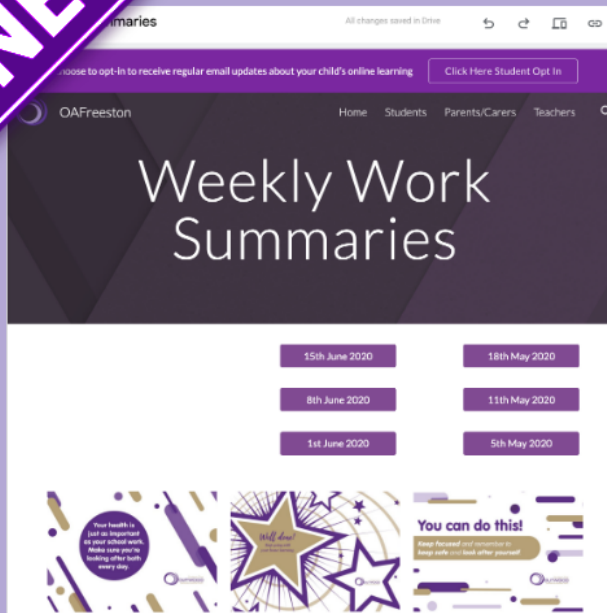 All changes saved in Drive
to opt-in to receive regular email updates about your child's online learning
Click Here Student Opt In
OAFreeston
Home Students Parents/Carers Teachers
Weekly Work
Summaries
15th June 2020
18th May 2020
8th June 2020
11th May 2020
1st June 2020
5th May 2020
Your health is
just as important
as your school work.
Make sure you're
looking after both
every day.
Well done!
You can do this!
Keep focused and remember to
keep safe and look after yourself